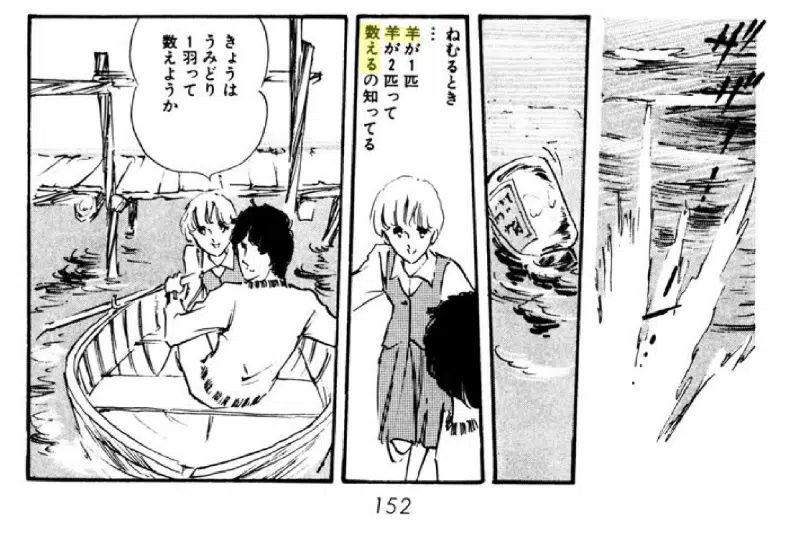 ねむるとき
…
羊が1匹
羊が2匹って
数えるの知ってる
きょうは
うみどり
1羽って
数えようか
152